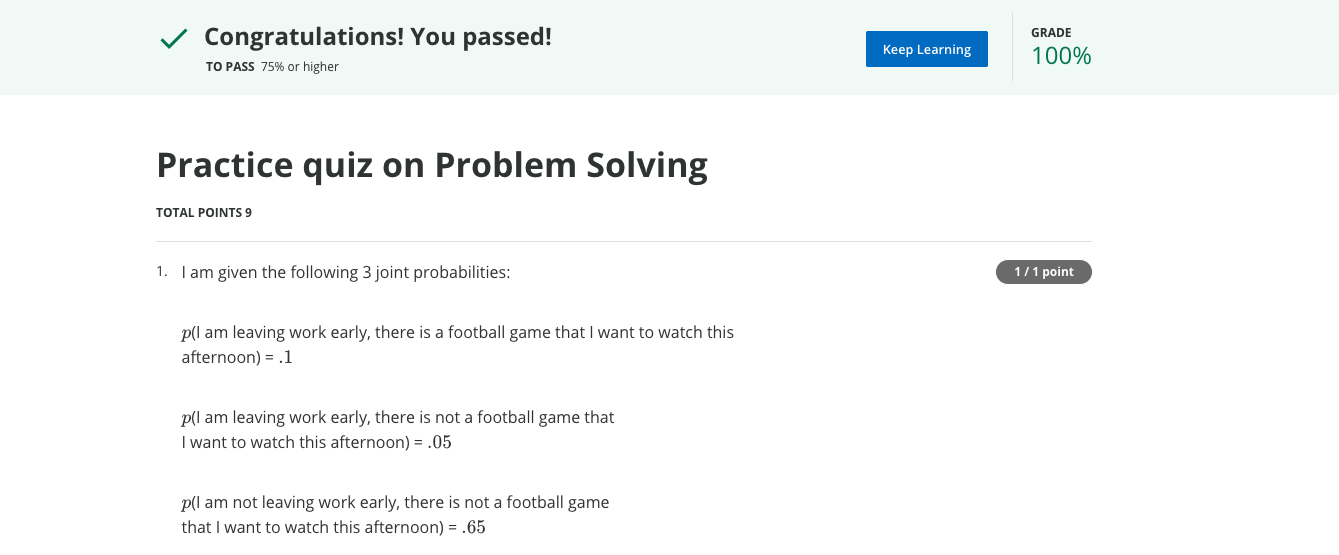 Congratulations! You passed!
TO PASS 75% or higher
Keep Learning
GRADE
100%
Practice quiz on Problem Solving
TOTAL POINTS 9
1. I am given the following 3 joint probabilities:
1 / 1 point
p(I am leaving work early, there is a football game that I want to watch this
afternoon) = .1
p(I am leaving work early, there is not a football game that
I want to watch this afternoon) = .05
p(I am not leaving work early, there is not a football game
that I want to watch this afternoon) = .65